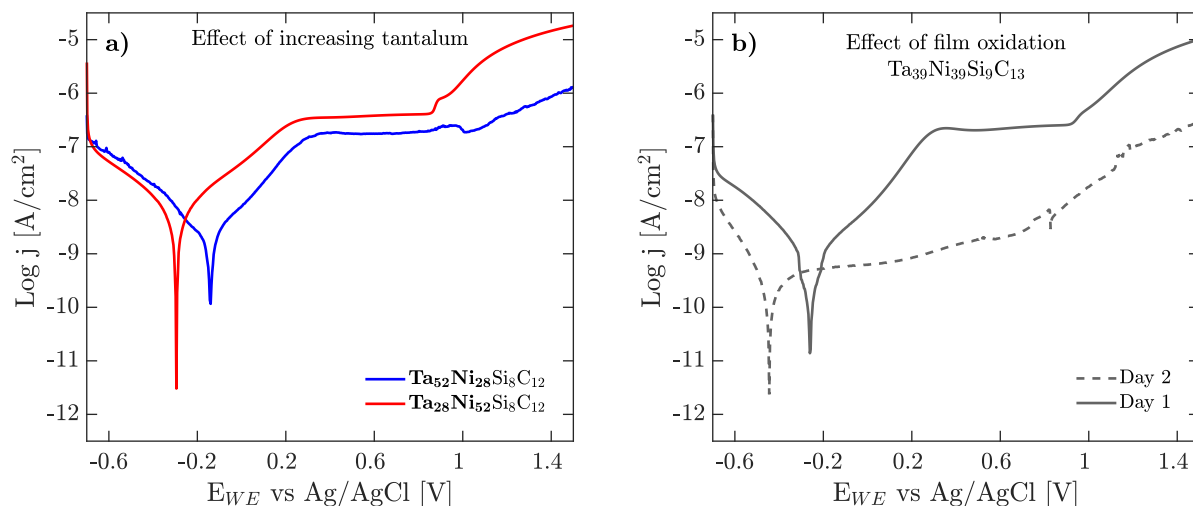 a)
Effect of increasing tantalum
-5
-6
-7
-8
-9
-10
-11
-12
Log j [A/cm²]
Ta₅₂Ni₂₈Si₈C₁₂
Ta₂₈Ni₅₂Si₈C₁₂
-0.6 -0.2 0.2 0.6 1 1.4
E_WE vs Ag/AgCl [V]
b)
Effect of film oxidation
Ta₃₉Ni₃₉Si₉C₁₃
-5
-6
-7
-8
-9
-10
-11
-12
Log j [A/cm²]
Day 2
Day 1
-0.6 -0.2 0.2 0.6 1 1.4
E_WE vs Ag/AgCl [V]